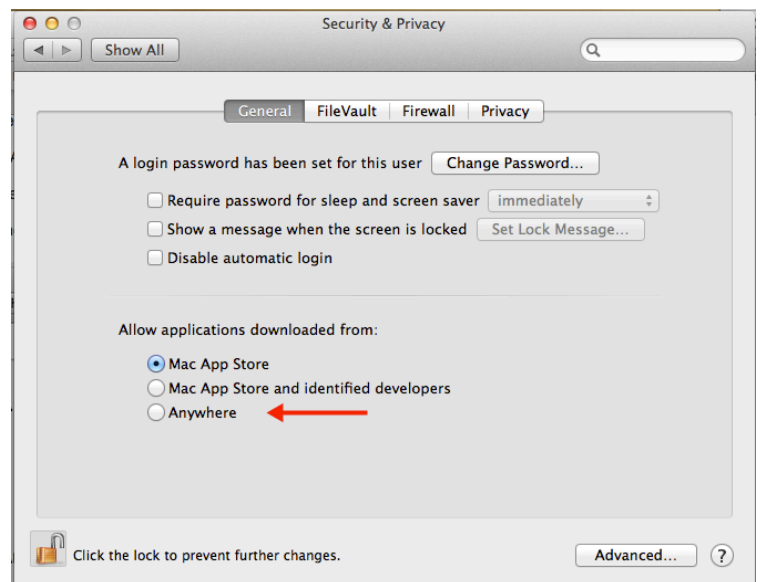 Security & Privacy
Show All
General FileVault Firewall Privacy
A login password has been set for this user Change Password...
Require password for sleep and screen saver immediately
Show a message when the screen is locked Set Lock Message...
Disable automatic login
Allow applications downloaded from:
Mac App Store
Mac App Store and identified developers
Anywhere
Click the lock to prevent further changes. Advanced... ?